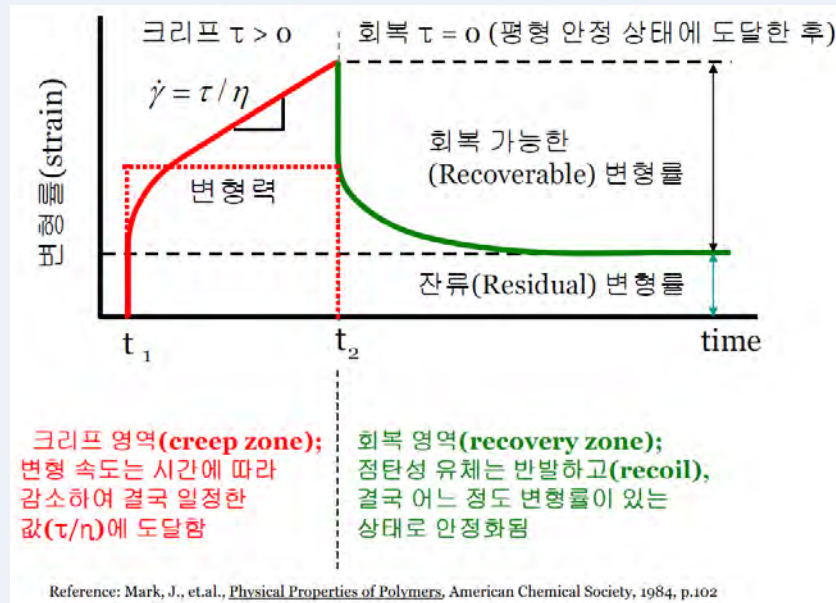 크리프 τ > 0
회복 τ = 0 (평형 안정 상태에 도달한 후)
γ̇ = τ / η
변형률(strain)
회복 가능한
(Recoverable) 변형률
변형력
잔류(Residual) 변형률
t₁
t₂
time
크리프 영역(creep zone);
변형 속도는 시간에 따라
감소하여 결국 일정한
값(τ/η)에 도달함
회복 영역(recovery zone);
점탄성 유체는 반발하고(recoil),
결국 어느 정도 변형률이 있는
상태로 안정화됨
Reference: Mark, J., et.al., Physical Properties of Polymers, American Chemical Society, 1984, p.102